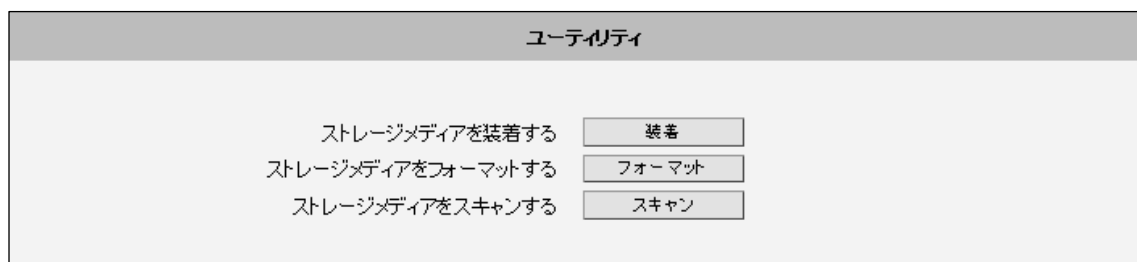 ユーティリティ
ストレージメディアを装着する 装着
ストレージメディアをフォーマットする フォーマット
ストレージメディアをスキャンする スキャン